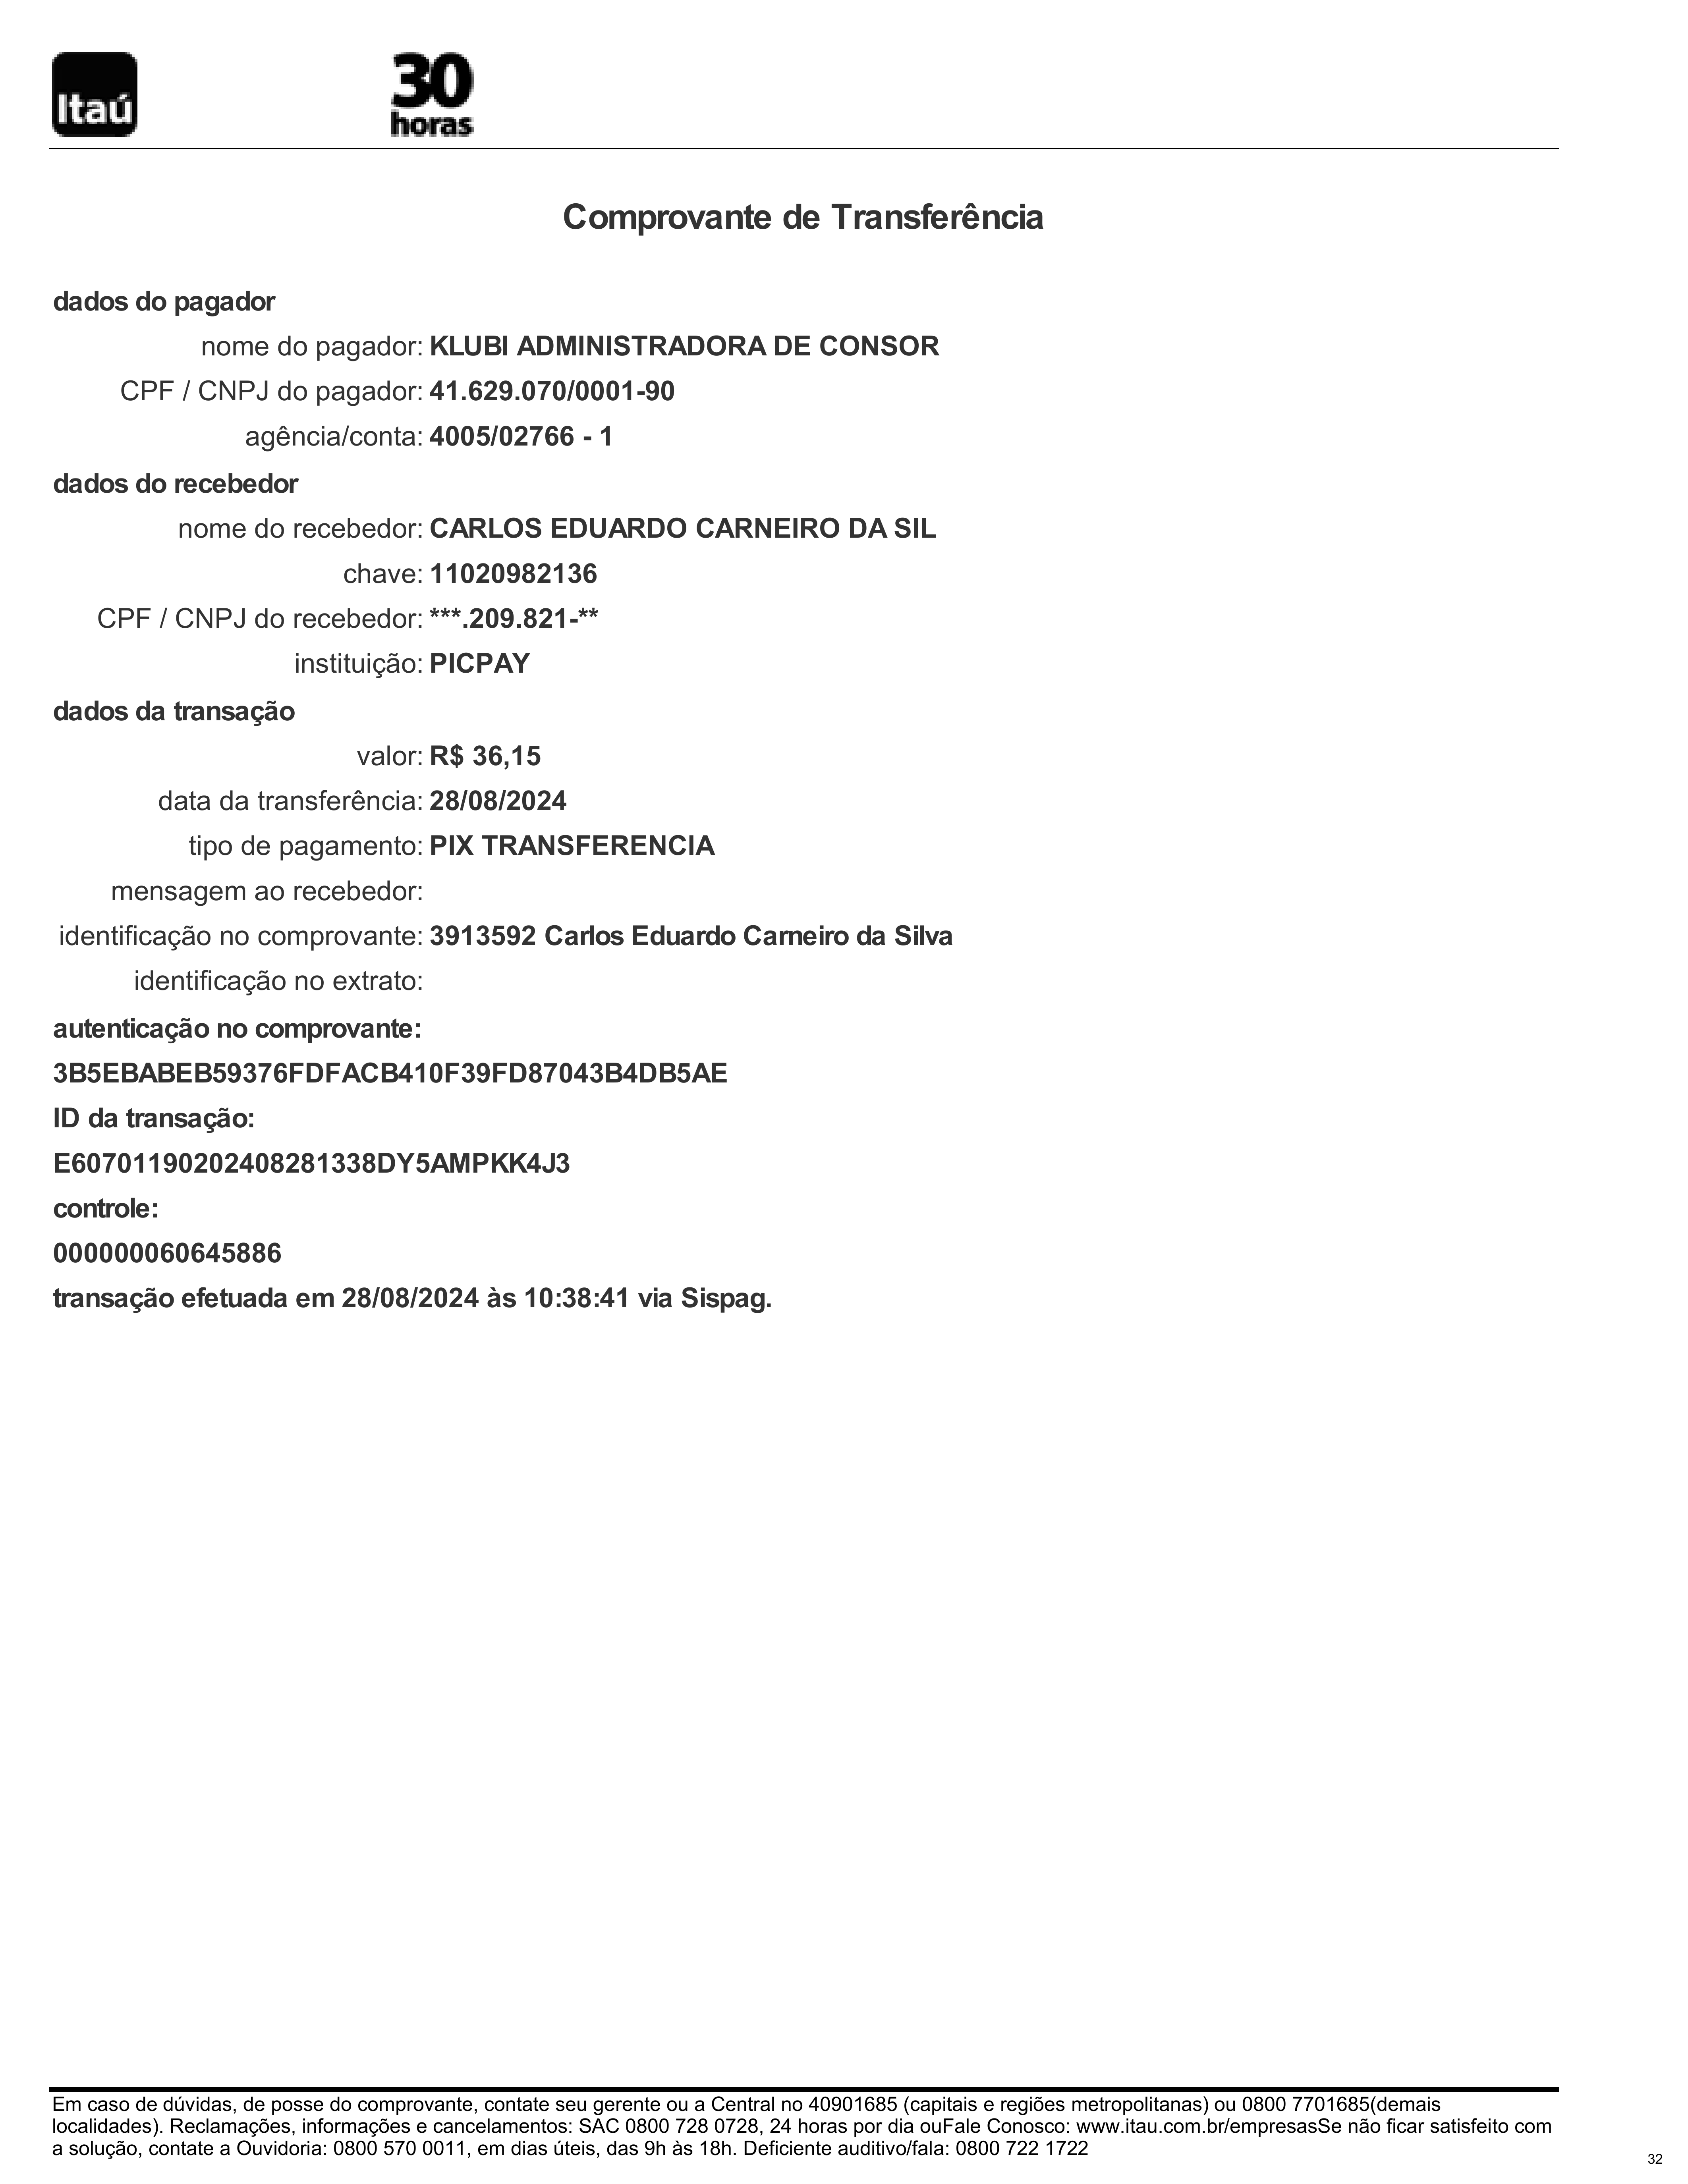 Itaú
30
horas
Comprovante de Transferência
dados do pagador
nome do pagador: KLUBI ADMINISTRADORA DE CONSOR
CPF / CNPJ do pagador: 41.629.070/0001-90
agência/conta: 4005/02766 - 1
dados do recebedor
nome do recebedor: CARLOS EDUARDO CARNEIRO DA SIL
chave: 11020982136
CPF / CNPJ do recebedor: ***.209.821-**
instituição: PICPAY
dados da transação
valor: R$ 36,15
data da transferência: 28/08/2024
tipo de pagamento: PIX TRANSFERENCIA
mensagem ao recebedor:
identificação no comprovante: 3913592 Carlos Eduardo Carneiro da Silva
identificação no extrato:
autenticação no comprovante:
3B5EBABEB59376FDFACB410F39FD87043B4DB5AE
ID da transação:
E60701190202408281338DY5AMPKK4J3
controle:
000000060645886
transação efetuada em 28/08/2024 às 10:38:41 via Sispag.
Em caso de dúvidas, de posse do comprovante, contate seu gerente ou a Central no 40901685 (capitais e regiões metropolitanas) ou 0800 7701685(demais
localidades). Reclamações, informações e cancelamentos: SAC 0800 728 0728, 24 horas por dia ouFale Conosco: www.itau.com.br/empresasSe não ficar satisfeito com
a solução, contate a Ouvidoria: 0800 570 0011, em dias úteis, das 9h às 18h. Deficiente auditivo/fala: 0800 722 1722
32